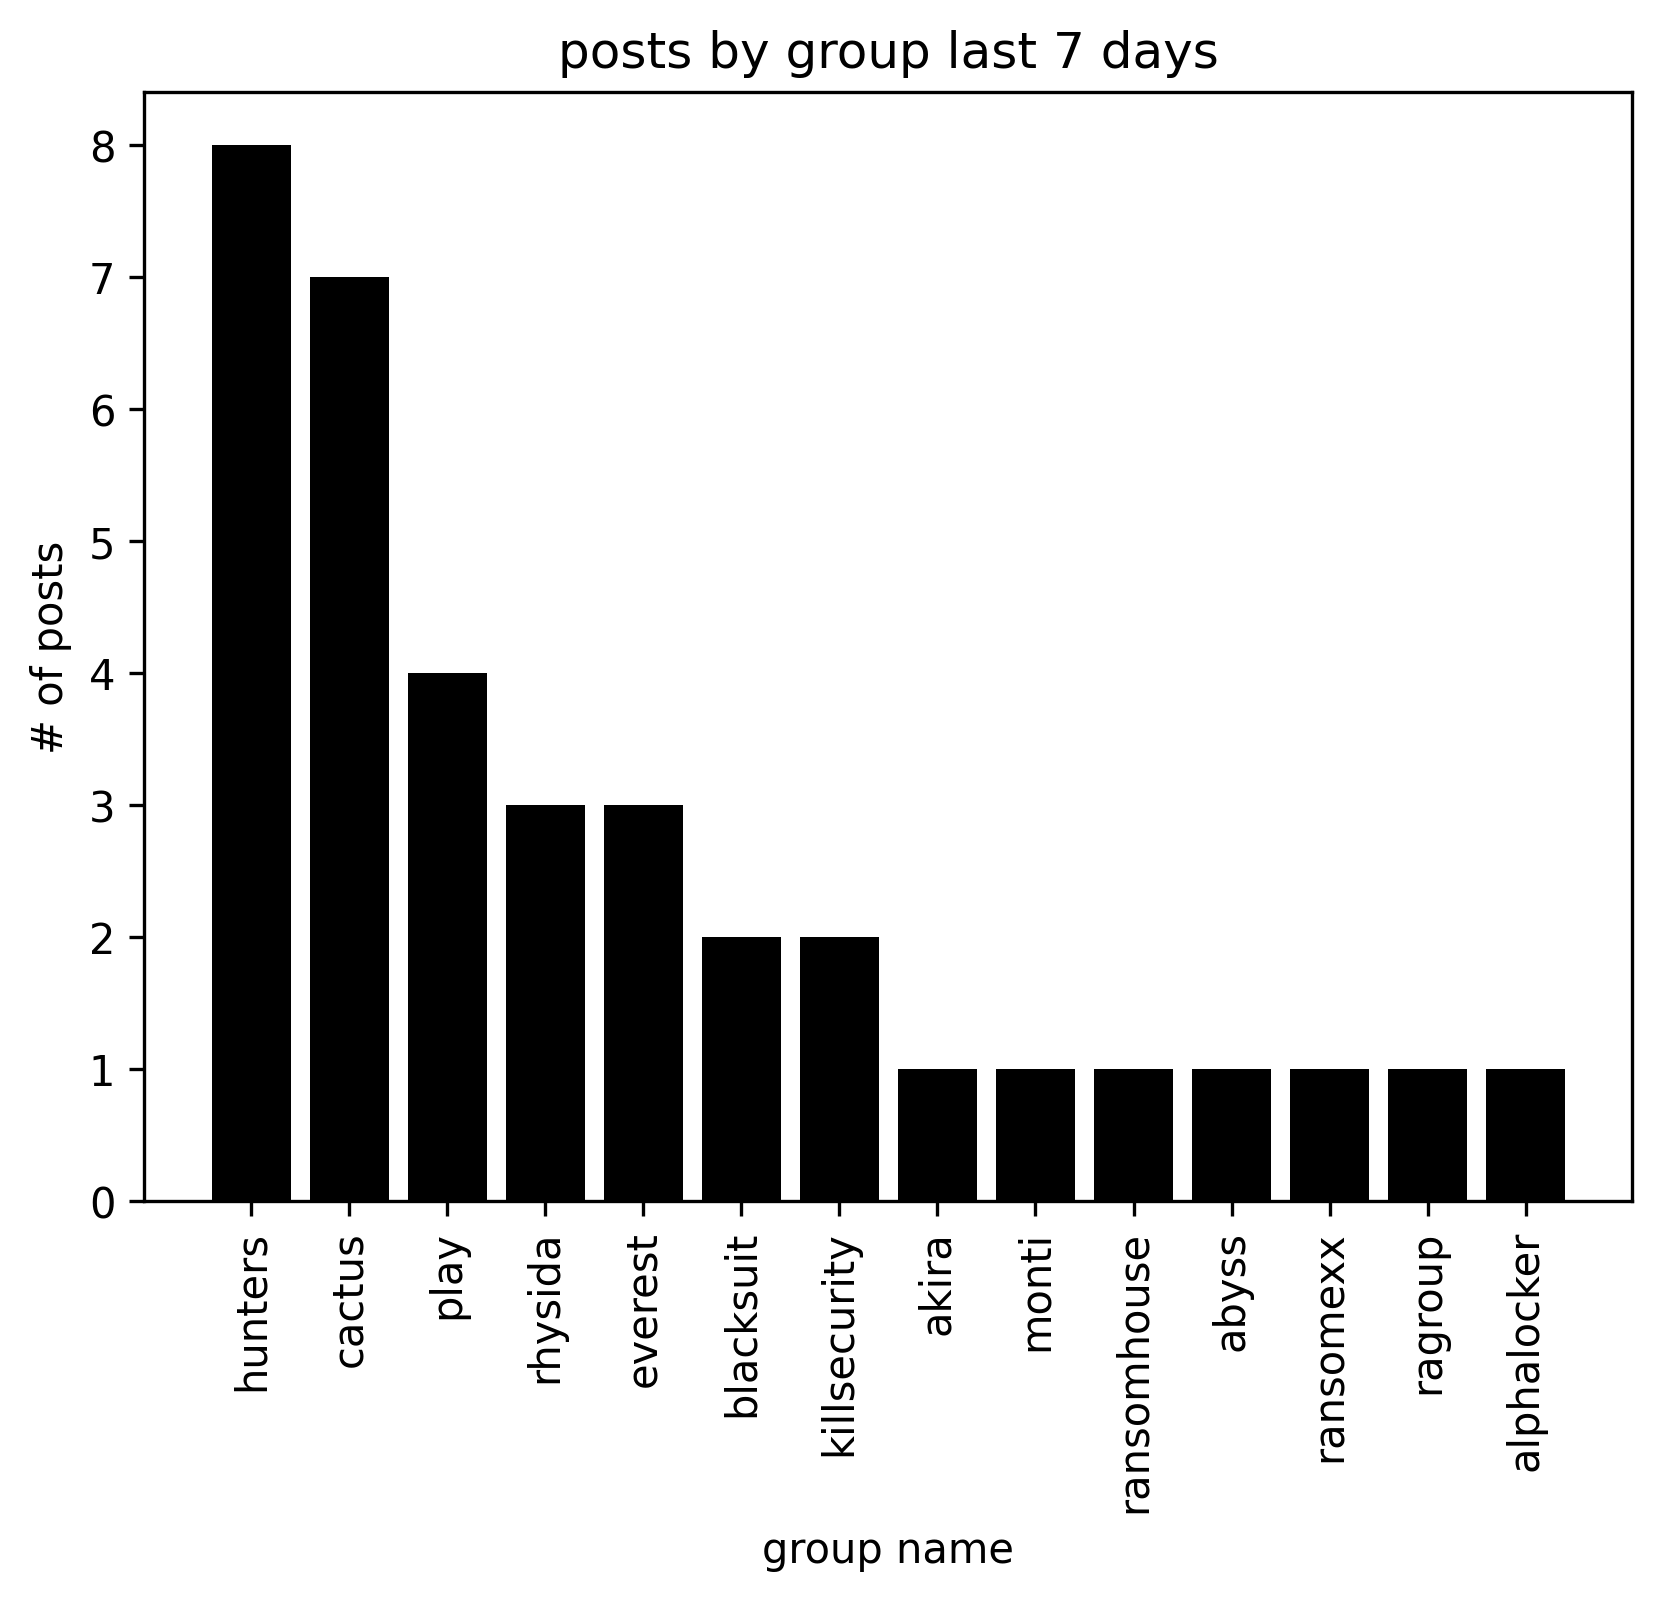 posts by group last 7 days
8
7
6
5
4
3
2
1
0
# of posts
hunters
cactus
play
rhysida
everest
blacksuit
killsecurity
akira
monti
ransomhouse
abyss
ransomexx
ragroup
alphalocker
group name